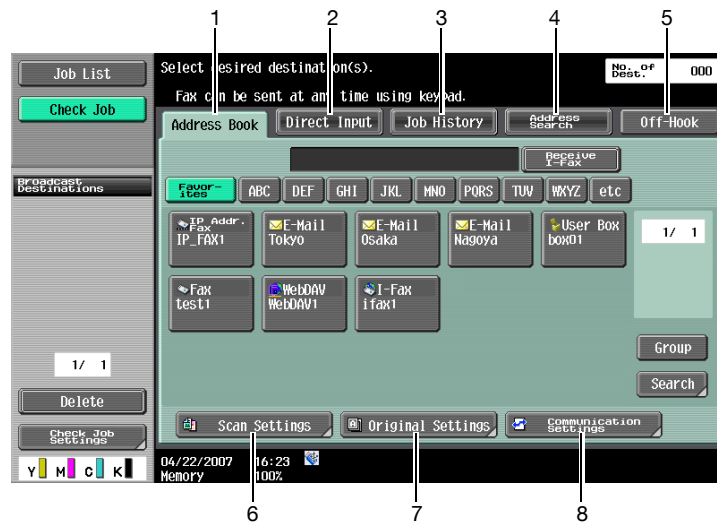 1 2 3 4 5
Job List
Check Job
Select desired destination(s).
Fax can be sent at any time using keypad.
No. of
Dest. 000
Address Book
Direct Input
Job History
Address
Search
Off-Hook
Receive
I-Fax
Broadcast
Destinations
Favor-
ites
ABC DEF GHI JKL MNO PQRS TUV WXYZ etc
IP Addr.
Fax
IP_FAX1
E-Mail
Tokyo
E-Mail
Osaka
E-Mail
Nagoya
User Box
box01
1/ 1
Fax
test1
WebDAV
WebDAV1
I-Fax
ifax1
Group
1/ 1
Search
Delete
Check Job
Settings
Scan Settings
Original Settings
Communication
Settings
Y M C K
04/22/2007 16:23
Memory 100%
6 7 8